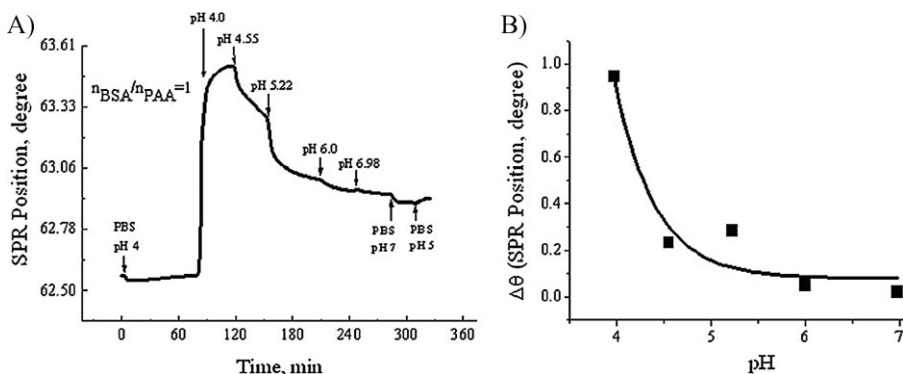 A)
SPR Position, degree
63.61
63.33
63.06
62.78
62.50
n_BSA/n_PAA=1
pH 4.0
pH 4.55
pH 5.22
pH 6.0
pH 6.98
PBS
pH 4
PBS
pH 7
PBS
pH 5
0 60 120 180 240 300 360
Time, min
B)
Δθ (SPR Position, degree)
1.0
0.8
0.6
0.4
0.2
0.0
4 5 6 7
pH